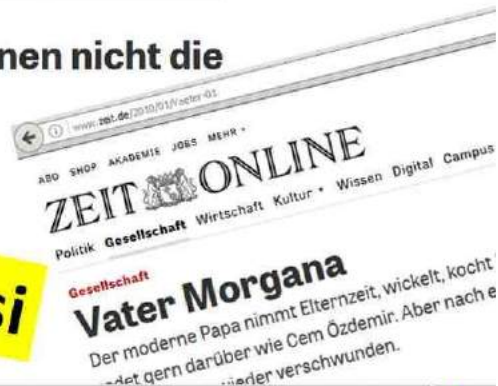 nen nicht die
www.zeit.de/2010/01/Vaeter-01
ABO SHOP AKADEMIE JOBS MEHR
ZEIT ONLINE
Politik Gesellschaft Wirtschaft Kultur Wissen Digital Campus
Gesellschaft
Vater Morgana
Der moderne Papa nimmt Elternzeit, wickelt, kocht
det gern darüber wie Cem Özdemir. Aber nach e
wieder verschwunden.
si